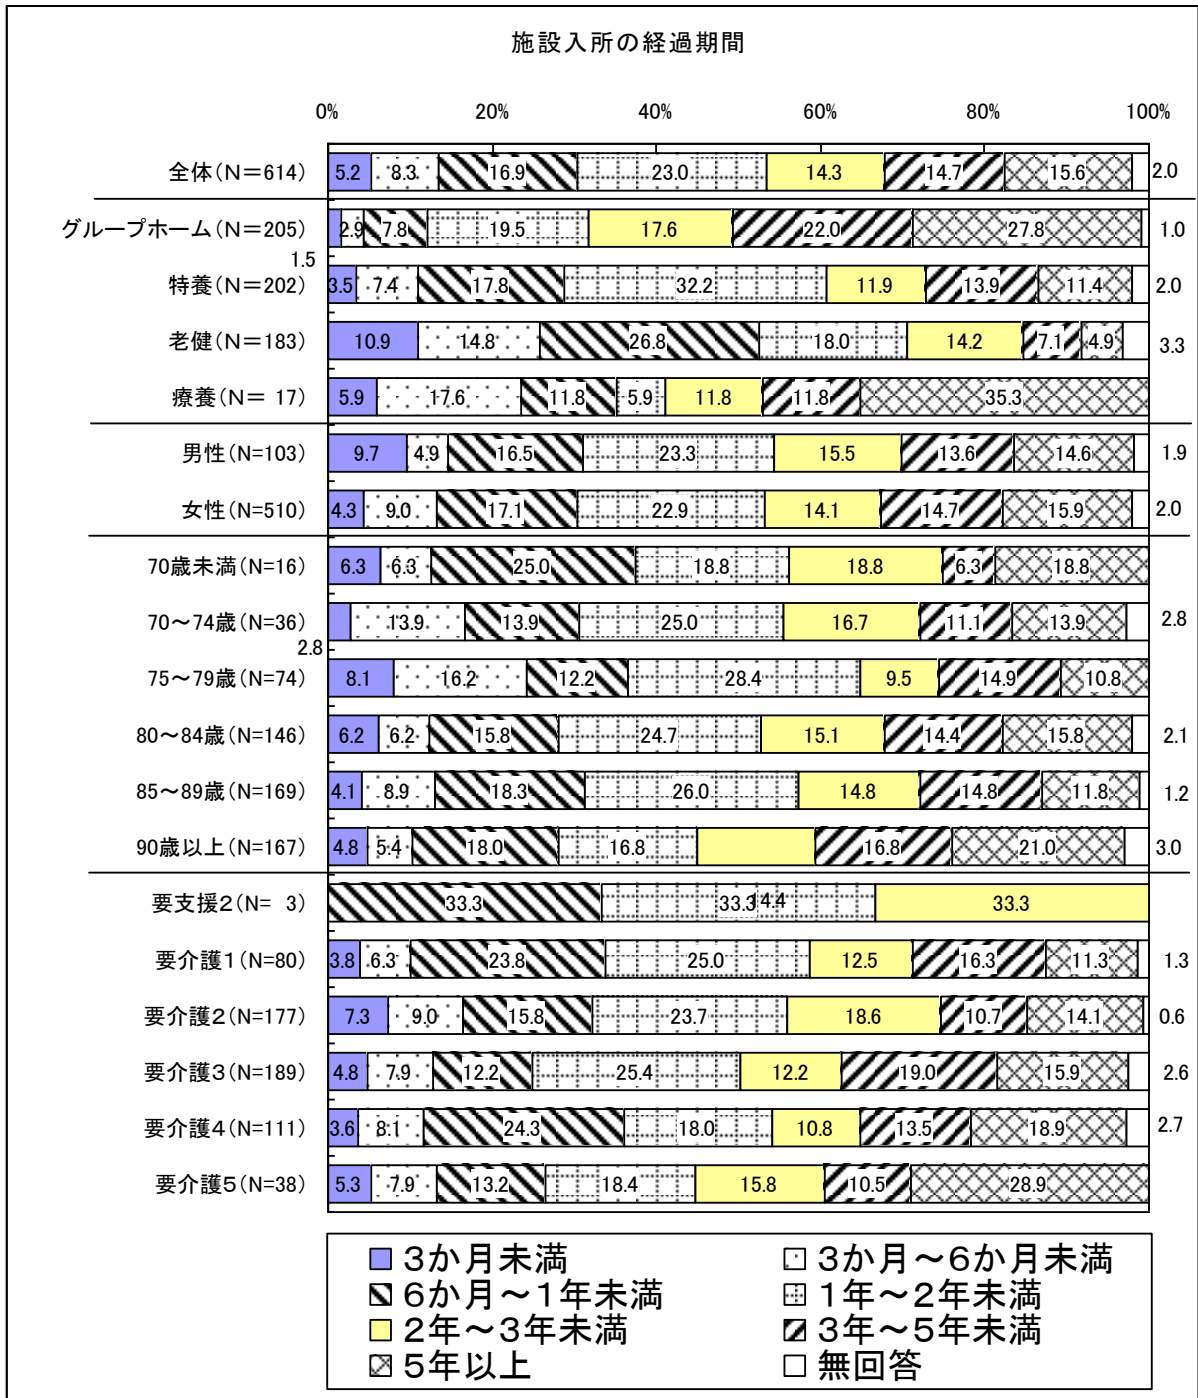 施設入所の経過期間
0% 20% 40% 60% 80% 100%
全体(N=614) 5.2 8.3 16.9 23.0 14.3 14.7 15.6 2.0
グループホーム(N=205) 2.9 7.8 19.5 17.6 22.0 27.8 1.0
1.5
特養(N=202) 3.5 7.4 17.8 32.2 11.9 13.9 11.4 2.0
老健(N=183) 10.9 14.8 26.8 18.0 14.2 7.1 4.9 3.3
療養(N= 17) 5.9 17.6 11.8 5.9 11.8 11.8 35.3
男性(N=103) 9.7 4.9 16.5 23.3 15.5 13.6 14.6 1.9
女性(N=510) 4.3 9.0 17.1 22.9 14.1 14.7 15.9 2.0
70歳未満(N=16) 6.3 6.3 25.0 18.8 18.8 6.3 18.8
70～74歳(N=36) 13.9 13.9 25.0 16.7 11.1 13.9 2.8
2.8
75～79歳(N=74) 8.1 16.2 12.2 28.4 9.5 14.9 10.8
80～84歳(N=146) 6.2 6.2 15.8 24.7 15.1 14.4 15.8 2.1
85～89歳(N=169) 4.1 8.9 18.3 26.0 14.8 14.8 11.8 1.2
90歳以上(N=167) 4.8 5.4 18.0 16.8 16.8 21.0 3.0
要支援2(N= 3) 33.3 33.3 14.4 33.3
要介護1(N=80) 3.8 6.3 23.8 25.0 12.5 16.3 11.3 1.3
要介護2(N=177) 7.3 9.0 15.8 23.7 18.6 10.7 14.1 0.6
要介護3(N=189) 4.8 7.9 12.2 25.4 12.2 19.0 15.9 2.6
要介護4(N=111) 3.6 8.1 24.3 18.0 10.8 13.5 18.9 2.7
要介護5(N=38) 5.3 7.9 13.2 18.4 15.8 10.5 28.9
3か月未満 3か月～6か月未満
6か月～1年未満 1年～2年未満
2年～3年未満 3年～5年未満
5年以上 無回答